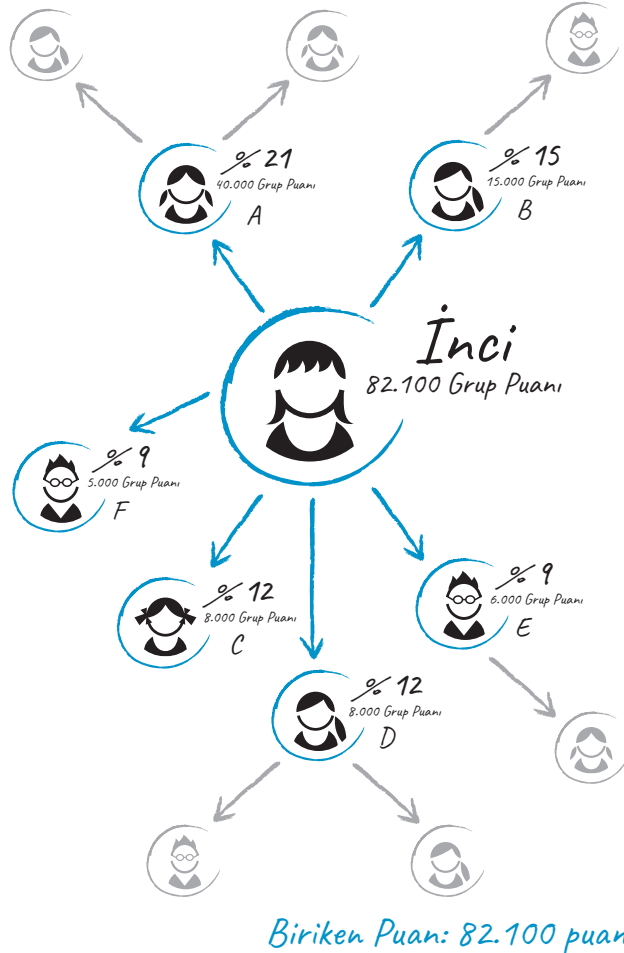 % 21
40.000 Grup Puanı
A
% 15
15.000 Grup Puanı
B
İnci
82.100 Grup Puanı
% 9
5.000 Grup Puanı
F
% 12
8.000 Grup Puanı
C
% 9
6.000 Grup Puanı
E
% 12
8.000 Grup Puanı
D
Biriken Puan: 82.100 puan